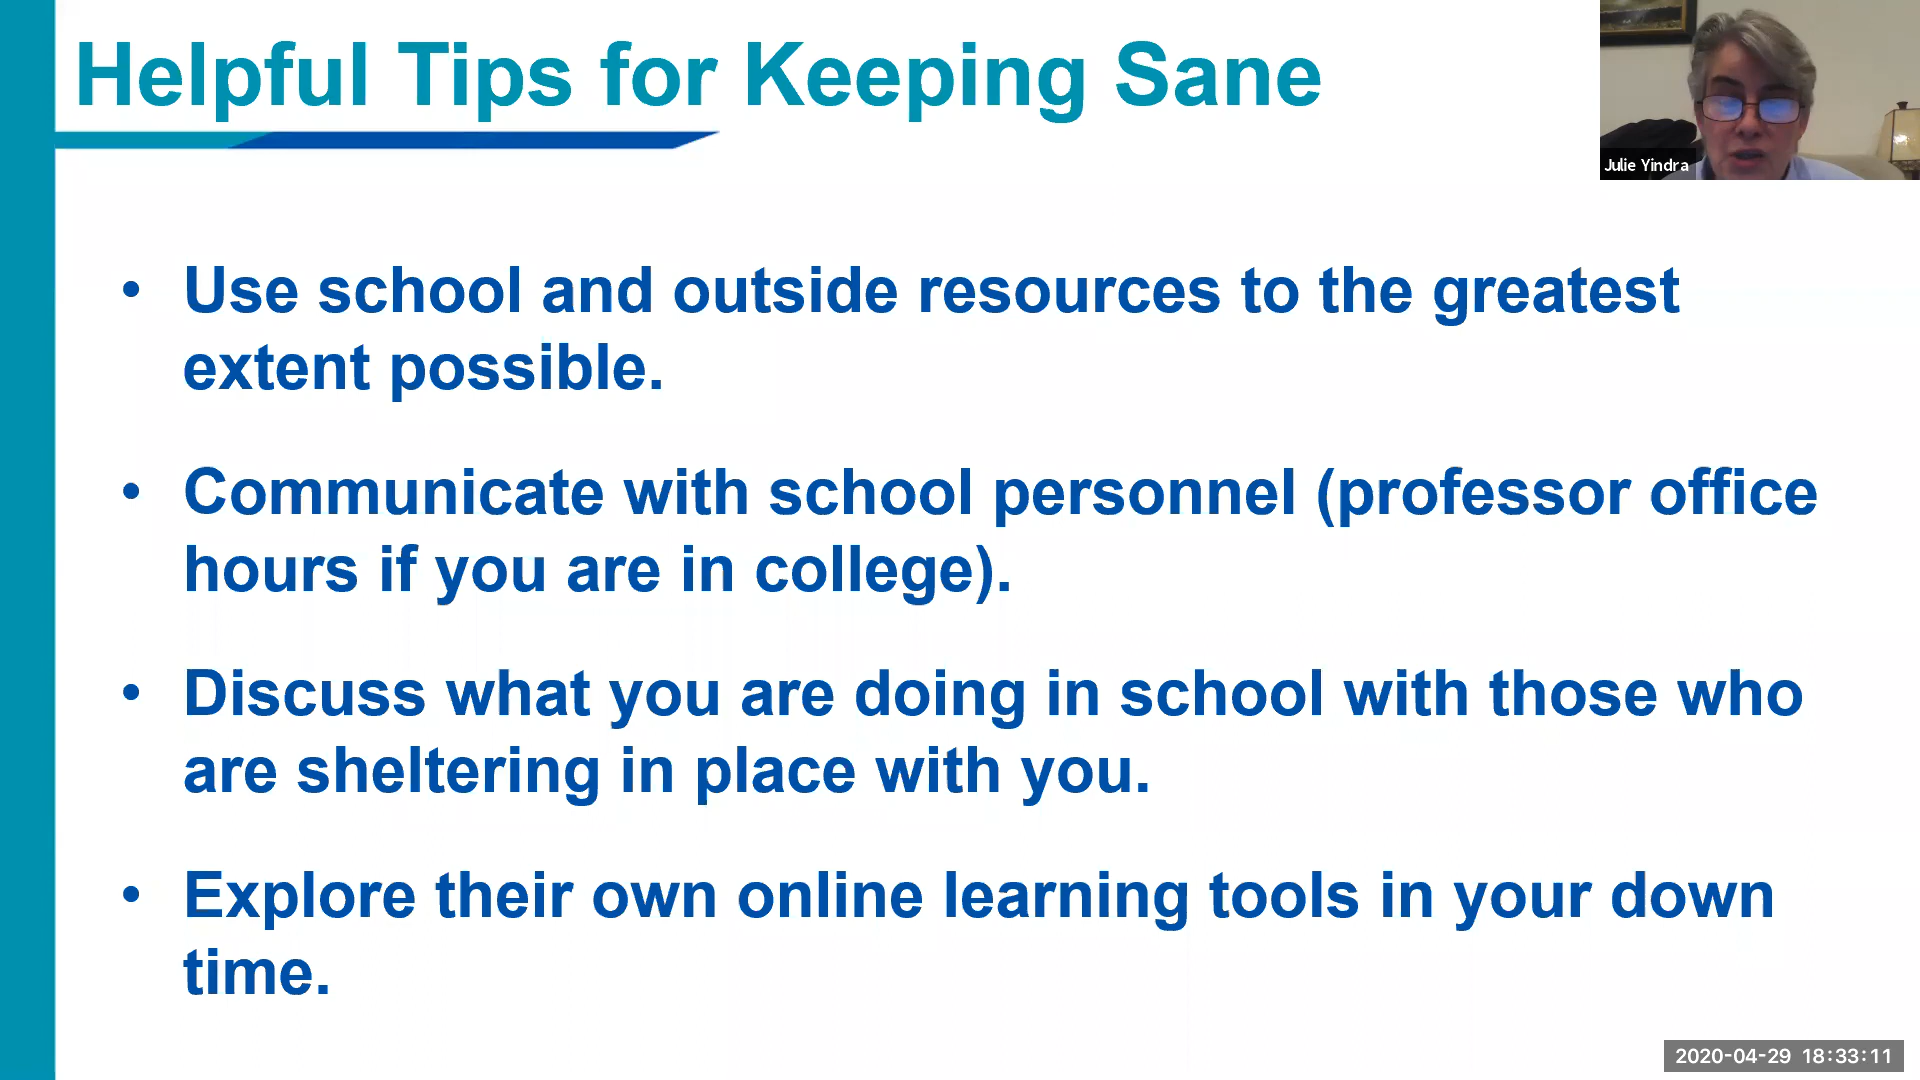 Helpful Tips for Keeping Sane
Julie Yindra
• Use school and outside resources to the greatest
extent possible.
• Communicate with school personnel (professor office
hours if you are in college).
• Discuss what you are doing in school with those who
are sheltering in place with you.
• Explore their own online learning tools in your down
time.
2020-04-29 18:33:11